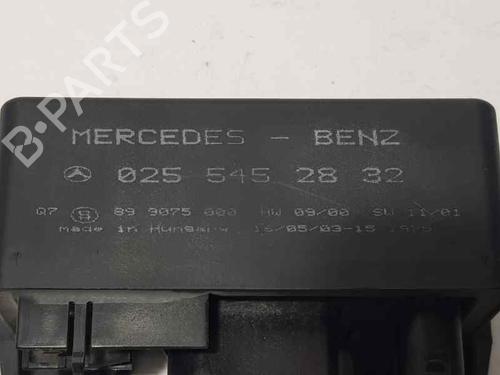 MERCEDES - BENZ
025 545 28 32
Q7 S 89 9075 000 HW 09/00 SW 11/01
Made in Hungary 16/05/03-15
B-PARTS